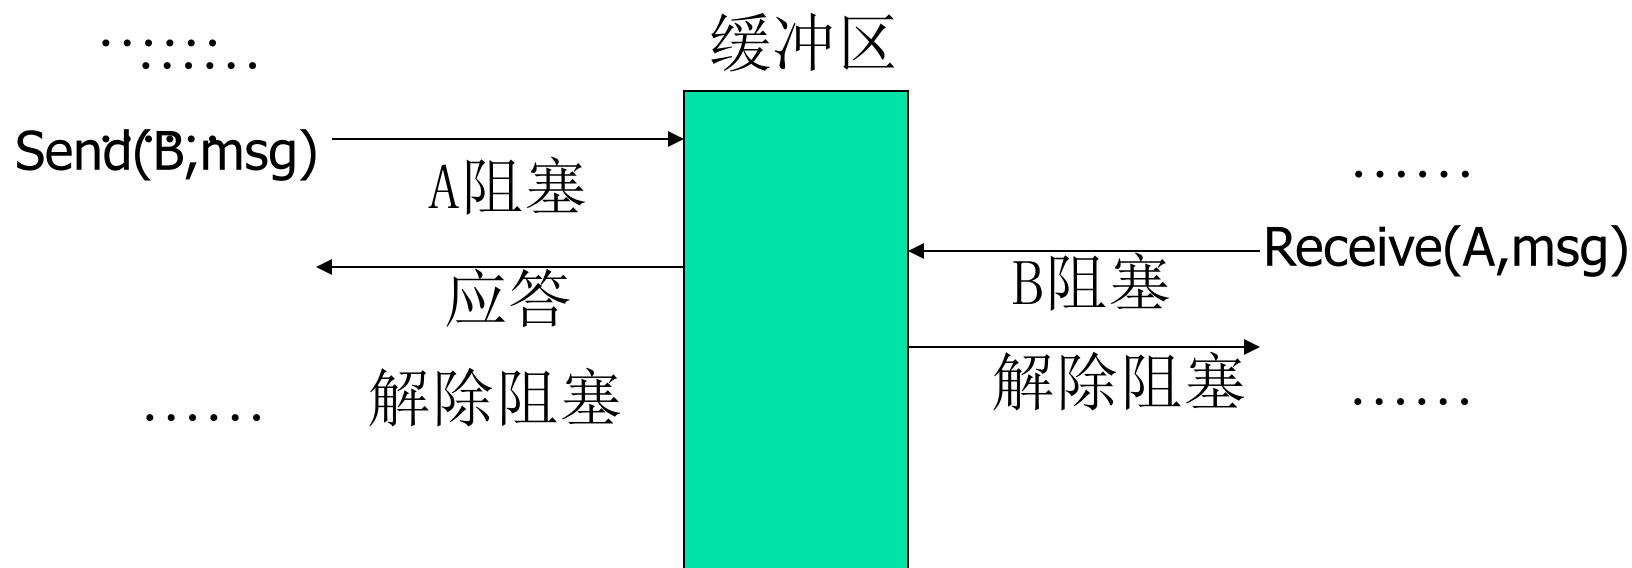 缓冲区
……
……
……
Send(B,msg)
A阻塞
……
Receive(A,msg)
B阻塞
应答
解除阻塞
解除阻塞
……
……